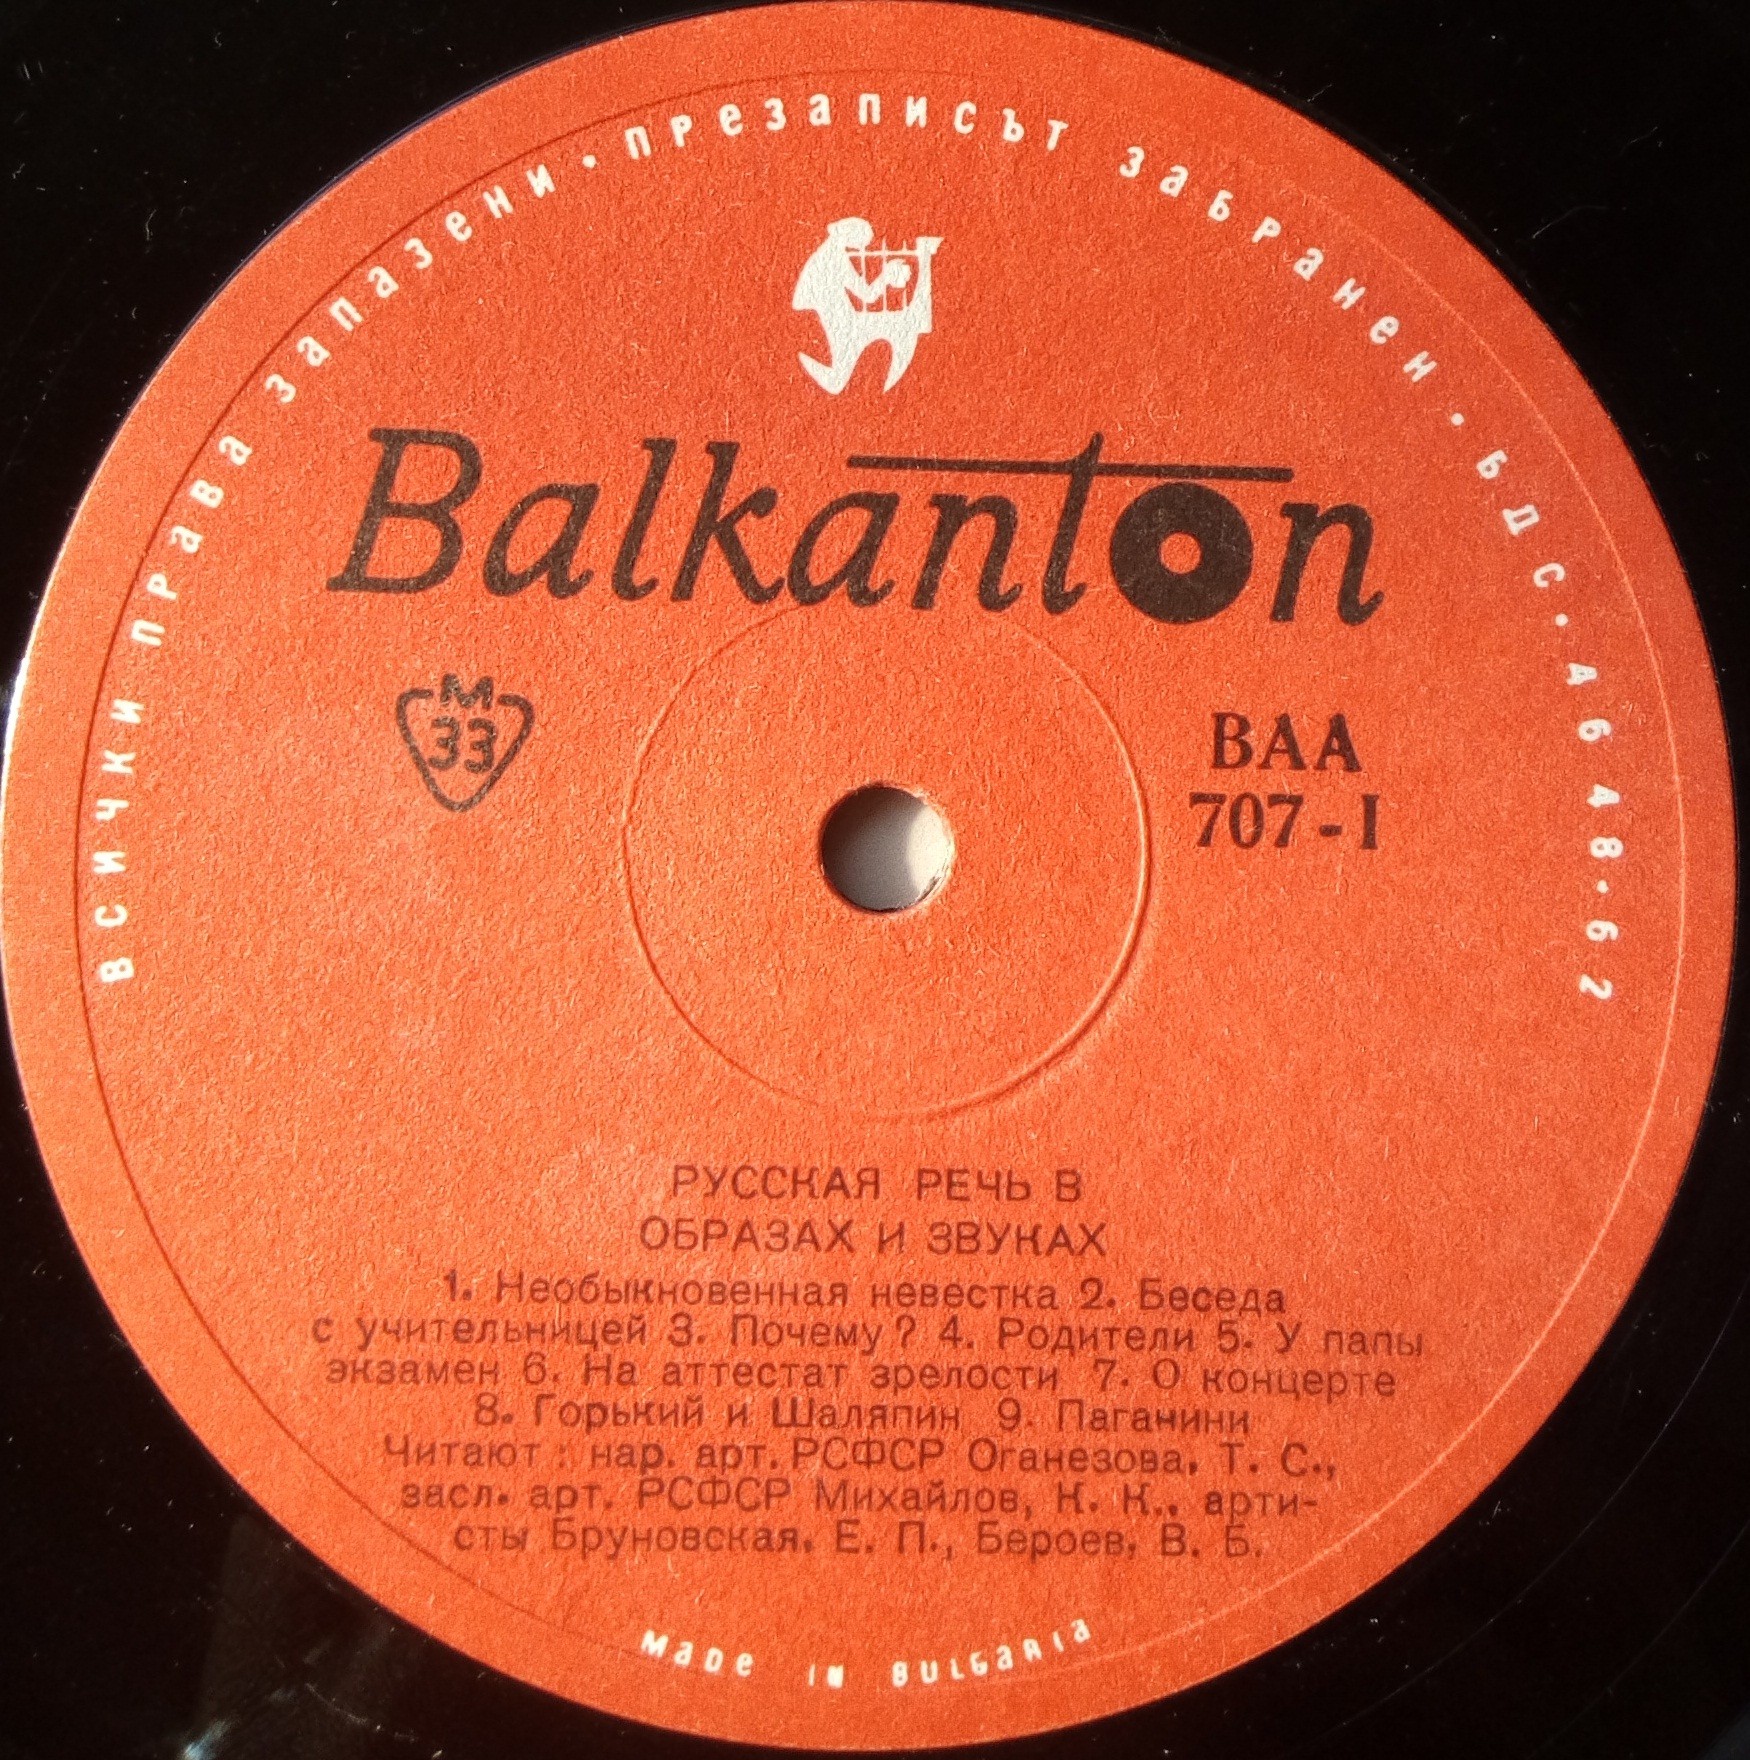 всички права запазени · презаписът забранен · БДС · 4648-62
Balkanton
М
33
ВАА
707-I
РУССКАЯ РЕЧЬ В
ОБРАЗАХ И ЗВУКАХ
1. Необыкновенная невестка 2. Беседа
с учительницей 3. Почему? 4. Родители 5. У папы
экзамен 6. На аттестат зрелости 7. О концерте
8. Горький и Шаляпин 9. Паганини
Читают: нар. арт. РСФСР Оганезова, Т. С.,
засл. арт. РСФСР Михайлов, К. К., арти-
сты Бруновская, Е. П., Бероев, В. Б.
made in bulgaria